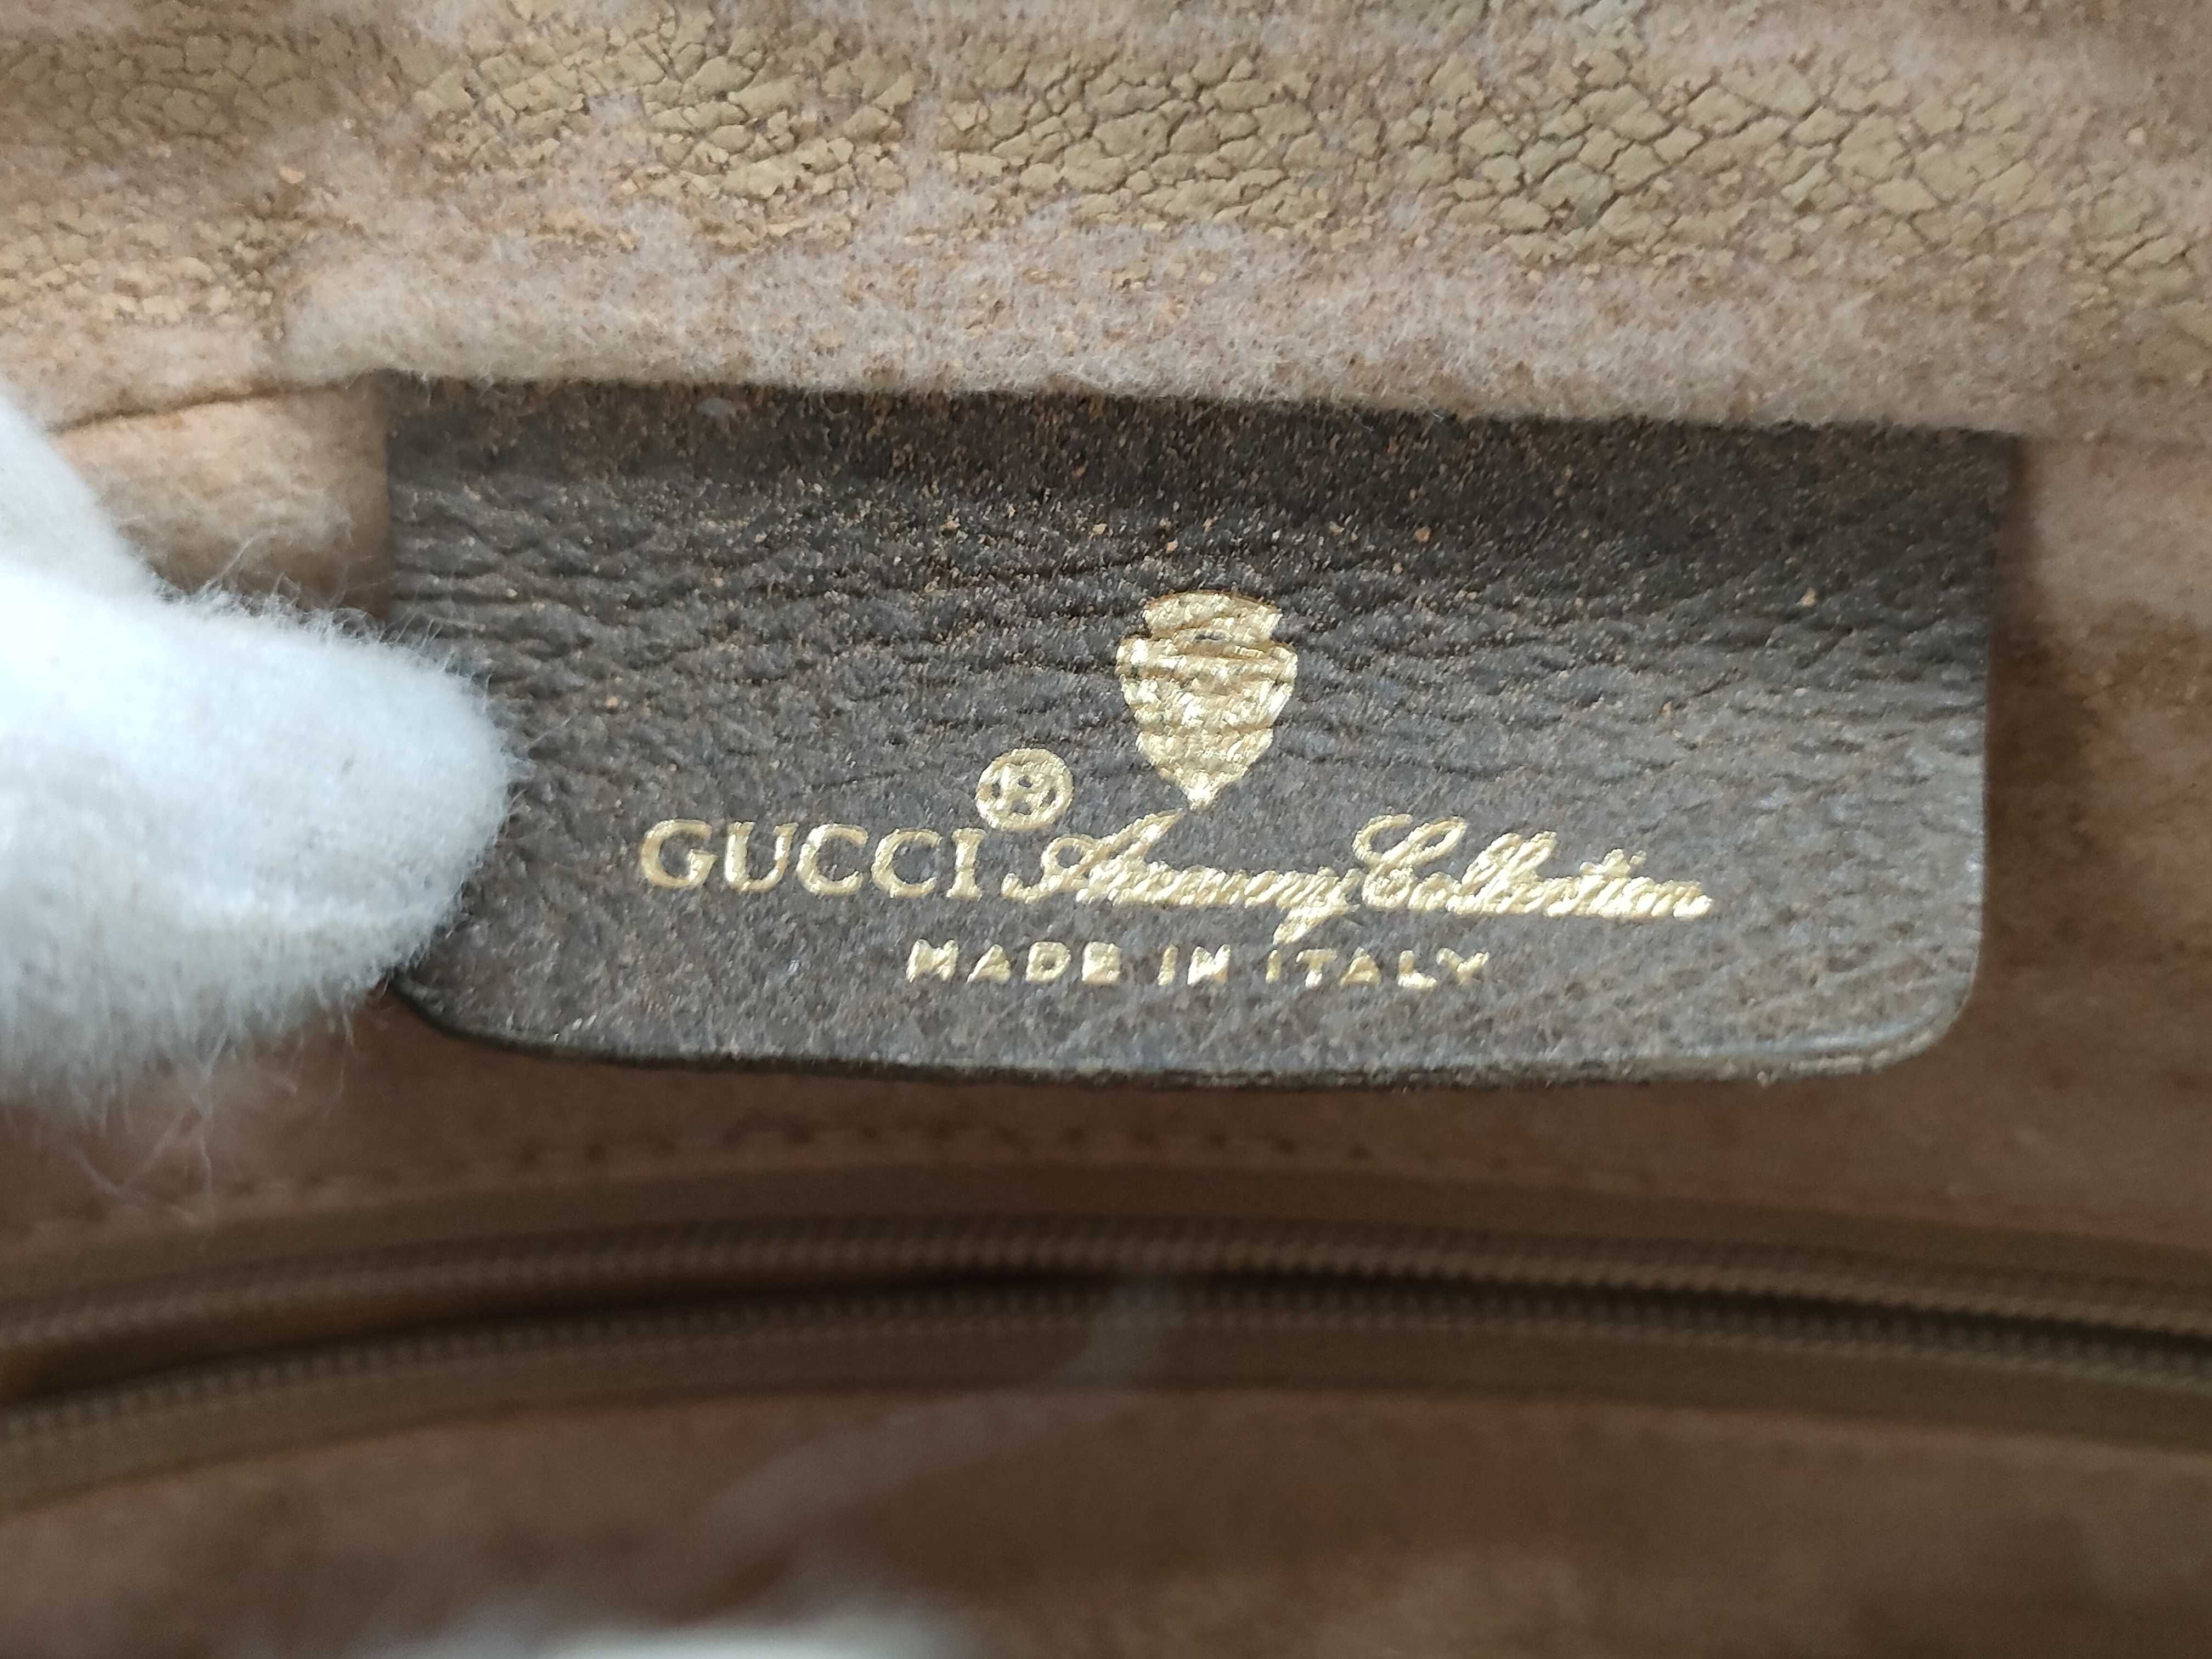 GUCCI® Accessory Collection
MADE IN ITALY